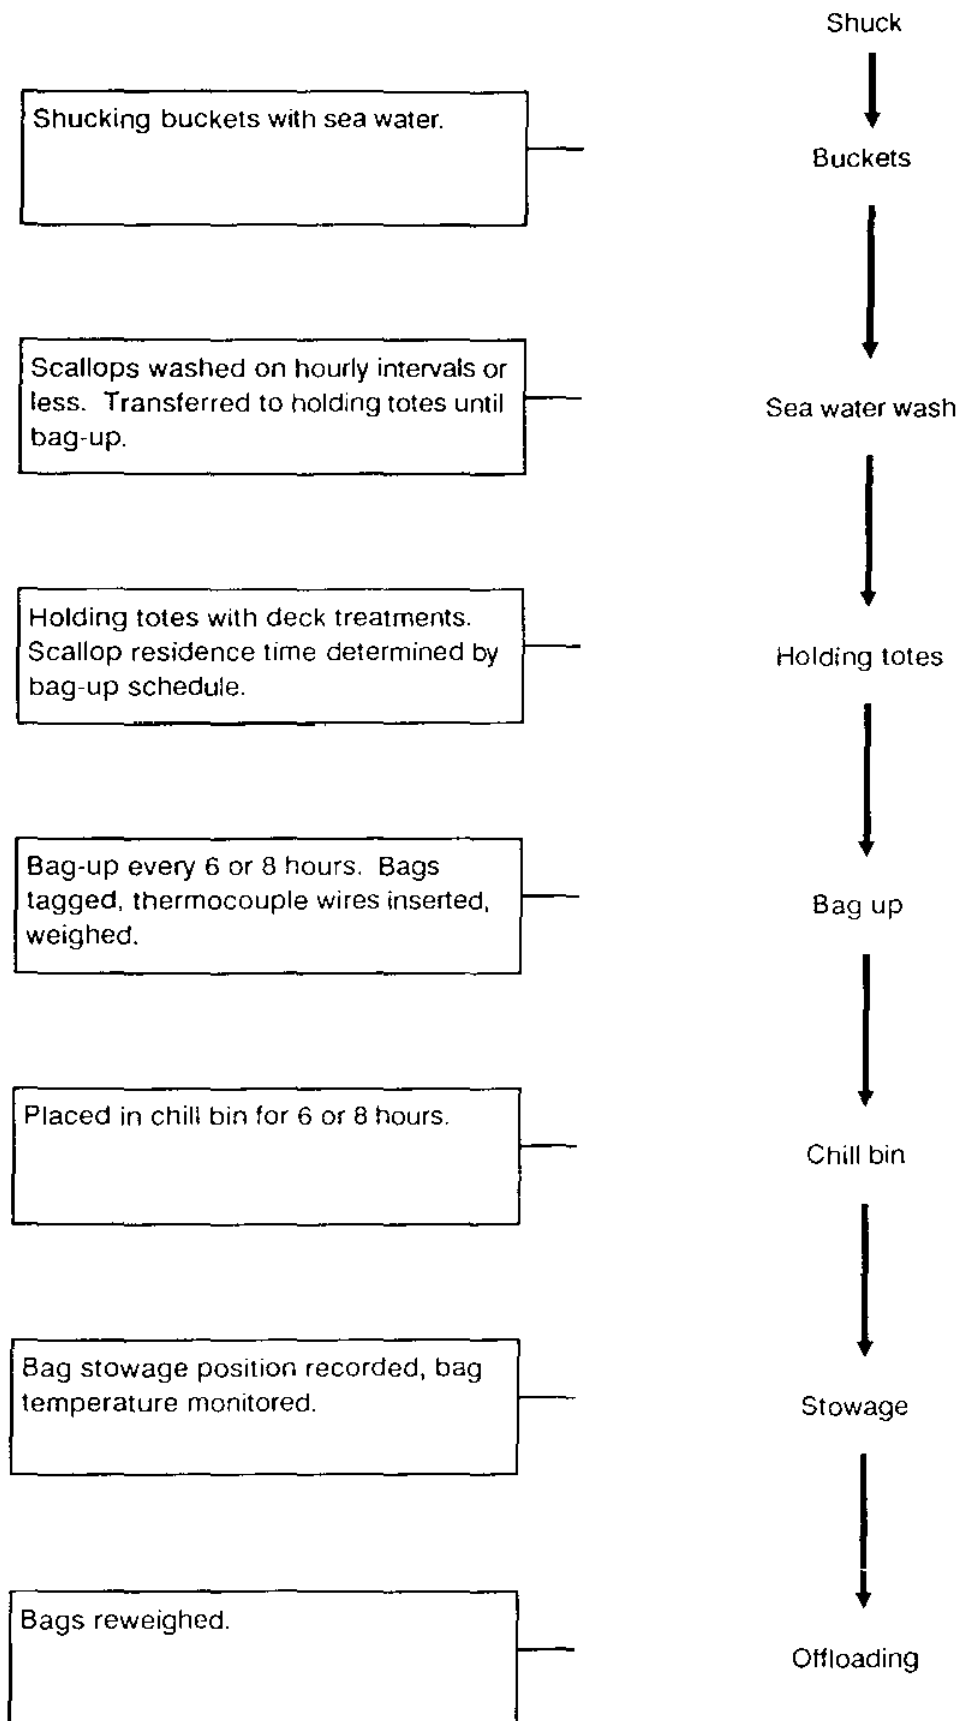 Shuck
Shucking buckets with sea water.
Buckets
Scallops washed on hourly intervals or
less. Transferred to holding totes until
bag-up.
Sea water wash
Holding totes with deck treatments.
Scallop residence time determined by
bag-up schedule.
Holding totes
Bag-up every 6 or 8 hours. Bags
tagged, thermocouple wires inserted,
weighed.
Bag up
Placed in chill bin for 6 or 8 hours.
Chill bin
Bag stowage position recorded, bag
temperature monitored.
Stowage
Bags reweighed.
Offloading